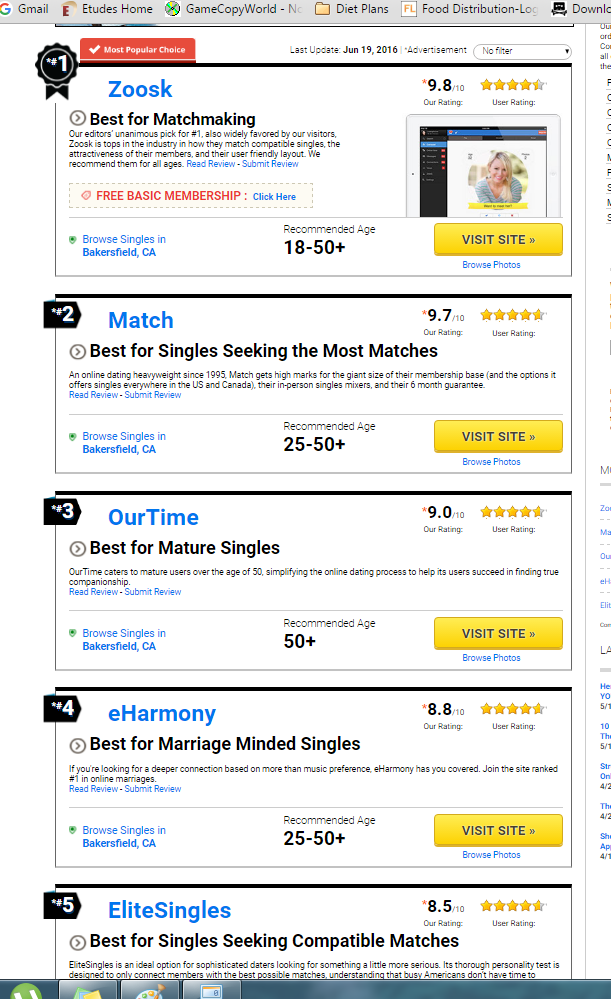 Gmail Etudes Home GameCopyWorld - Diet Plans FL Food Distribution-Log Downlo
Most Popular Choice
Last Update: Jun 19, 2016 | *Advertisement No filter
*#1
Zoosk
*9.8/10
Our Rating: User Rating:
Best for Matchmaking
Our editors' unanimous pick for #1, also widely favored by our visitors,
Zoosk is tops in the industry in how they match compatible singles, the
attractiveness of their members, and their user friendly layout. We
recommend them for all ages. Read Review - Submit Review
FREE BASIC MEMBERSHIP : Click Here
Browse Singles in
Bakersfield, CA
Recommended Age
18-50+
VISIT SITE »
Browse Photos
*#2
Match
*9.7/10
Our Rating: User Rating:
Best for Singles Seeking the Most Matches
An online dating heavyweight since 1995, Match gets high marks for the giant size of their membership base (and the options it
offers singles everywhere in the US and Canada), their in-person singles mixers, and their 6 month guarantee.
Read Review - Submit Review
Browse Singles in
Bakersfield, CA
Recommended Age
25-50+
VISIT SITE »
Browse Photos
*#3
OurTime
*9.0/10
Our Rating: User Rating:
Best for Mature Singles
OurTime caters to mature users over the age of 50, simplifying the online dating process to help its users succeed in finding true
companionship.
Read Review - Submit Review
Browse Singles in
Bakersfield, CA
Recommended Age
50+
VISIT SITE »
Browse Photos
*#4
eHarmony
*8.8/10
Our Rating: User Rating:
Best for Marriage Minded Singles
If you're looking for a deeper connection based on more than music preference, eHarmony has you covered. Join the site ranked
#1 in online marriages.
Read Review - Submit Review
Browse Singles in
Bakersfield, CA
Recommended Age
25-50+
VISIT SITE »
Browse Photos
*#5
EliteSingles
*8.5/10
Our Rating: User Rating:
Best for Singles Seeking Compatible Matches
EliteSingles is an ideal option for sophisticated daters looking for something a little more serious. Its thorough personality test is
designed to only connect members with the best possible matches, understanding that busy Americans don't have time to